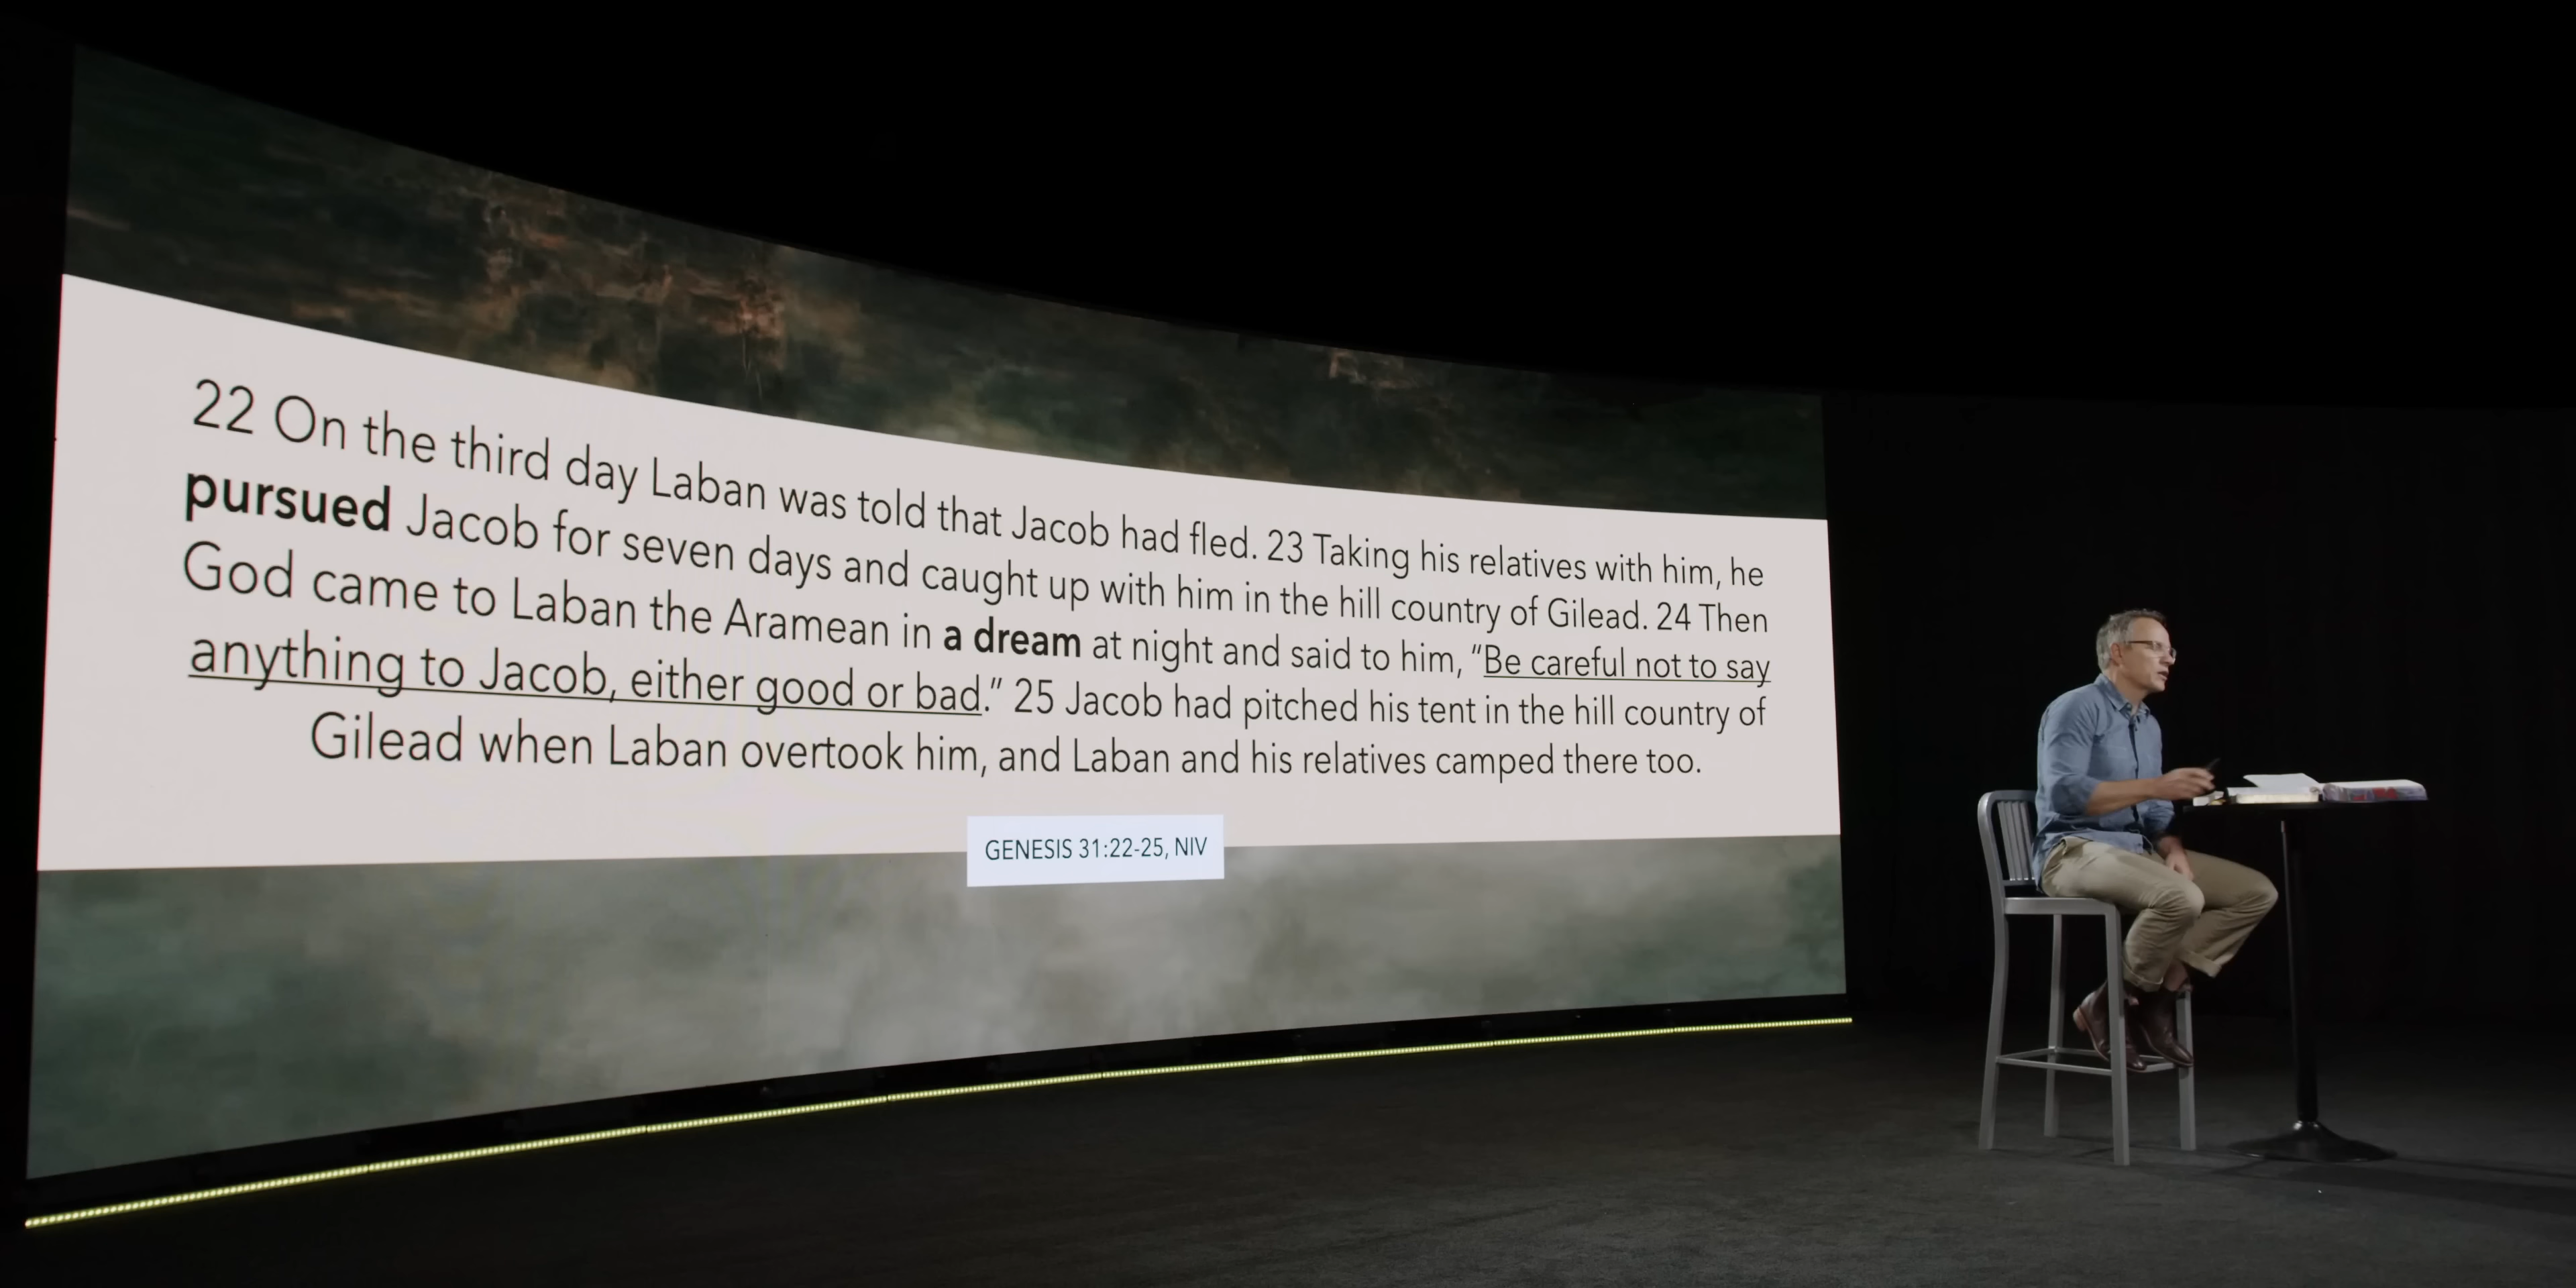 22 On the third day Laban was told that Jacob had fled. 23 Taking his relatives with him, he
pursued Jacob for seven days and caught up with him in the hill country of Gilead. 24 Then
God came to Laban the Aramean in a dream at night and said to him, “Be careful not to say
anything to Jacob, either good or bad.” 25 Jacob had pitched his tent in the hill country of
Gilead when Laban overtook him, and Laban and his relatives camped there too.
GENESIS 31:22-25, NIV